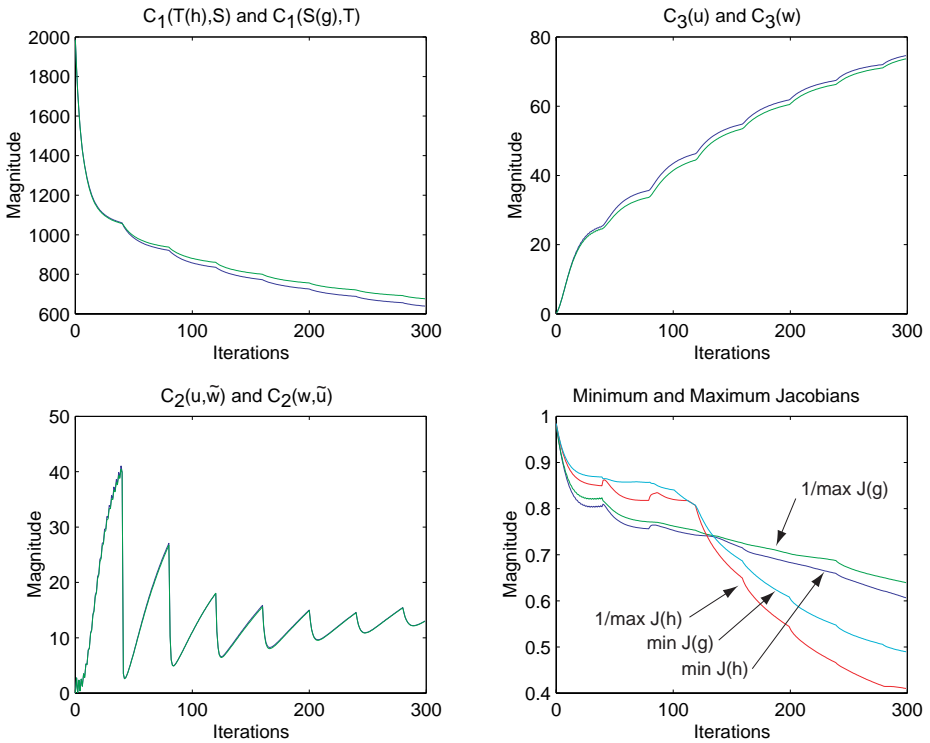 C1(T(h),S) and C1(S(g),T)
2000
1800
1600
1400
1200
1000
800
600
0
100
200
300
Magnitude
Iterations
C3(u) and C3(w)
80
60
40
20
0
0
100
200
300
Magnitude
Iterations
C2(u,w̃) and C2(w,ũ)
50
40
30
20
10
0
0
100
200
300
Magnitude
Iterations
Minimum and Maximum Jacobians
1
0.9
0.8
0.7
0.6
0.5
0.4
0
100
200
300
Magnitude
Iterations
1/max J(g)
1/max J(h)
min J(g)
min J(h)